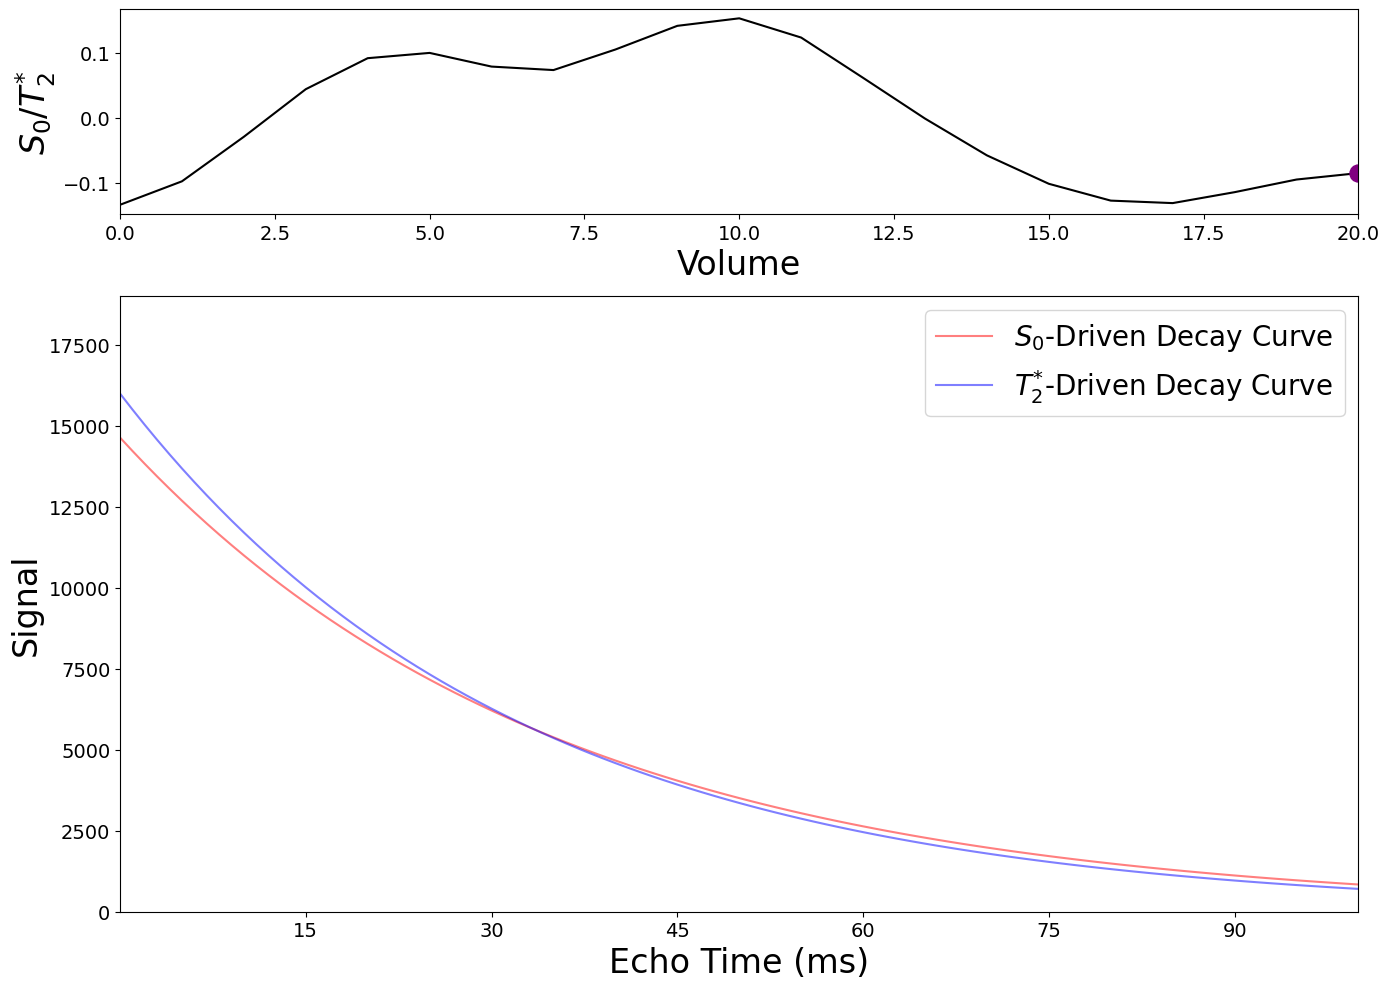 0.1
0.0
−0.1
S₀/T₂*
0.0 2.5 5.0 7.5 10.0 12.5 15.0 17.5 20.0
Volume
17500
15000
12500
10000
7500
5000
2500
0
Signal
S₀-Driven Decay Curve
T₂*-Driven Decay Curve
15 30 45 60 75 90
Echo Time (ms)